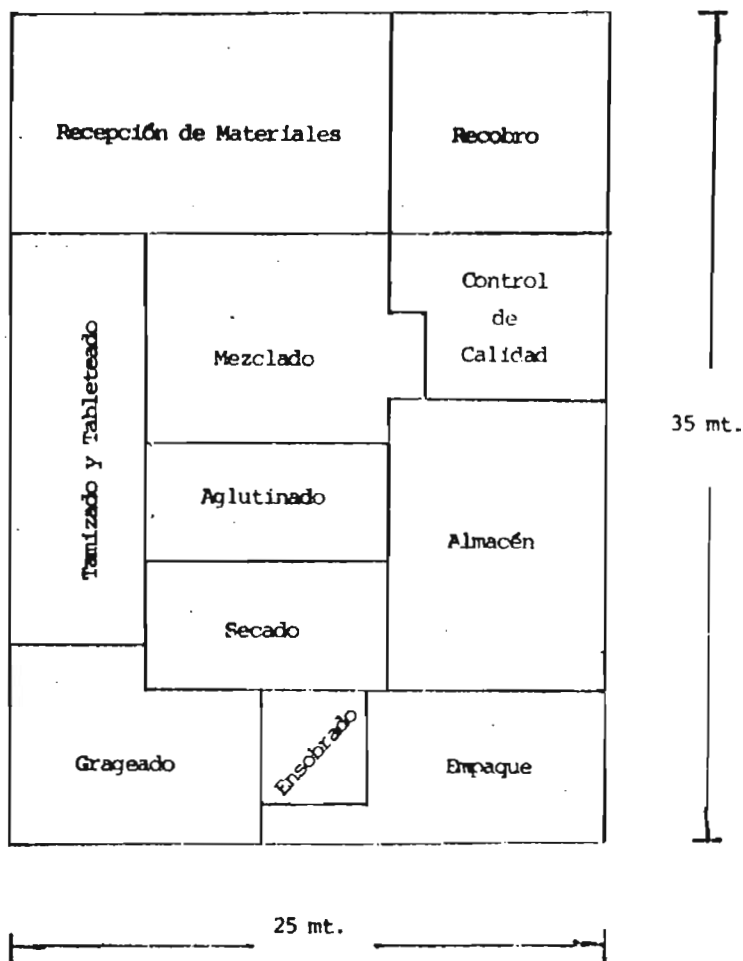 Recepción de Materiales
Recobro
Control
de
Calidad
Tamizado y Tableteado
Mezclado
35 mt.
Aglutinado
Almacén
Secado
Grageado
Ensobrado
Empaque
25 mt.